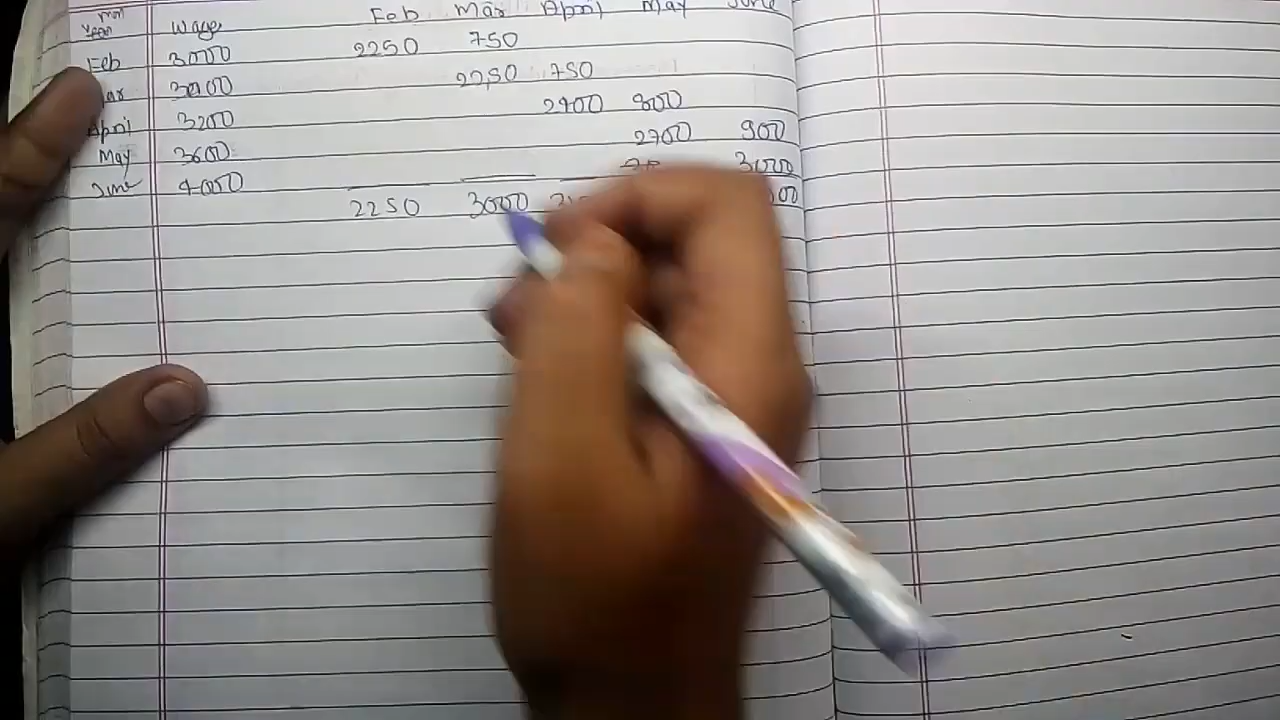 Year Wages Feb Mar April May June
Feb 3000 2250 750
3000 2250 750
April 3200 2400 800
May 3600 2700 900
June 4000 3000
2250 3000